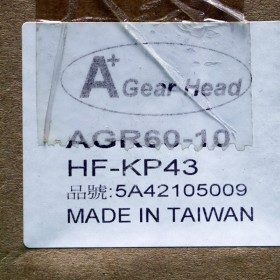 A+ Gear Head
AGR60-10
HF-KP43
品號:5A42105009
MADE IN TAIWAN